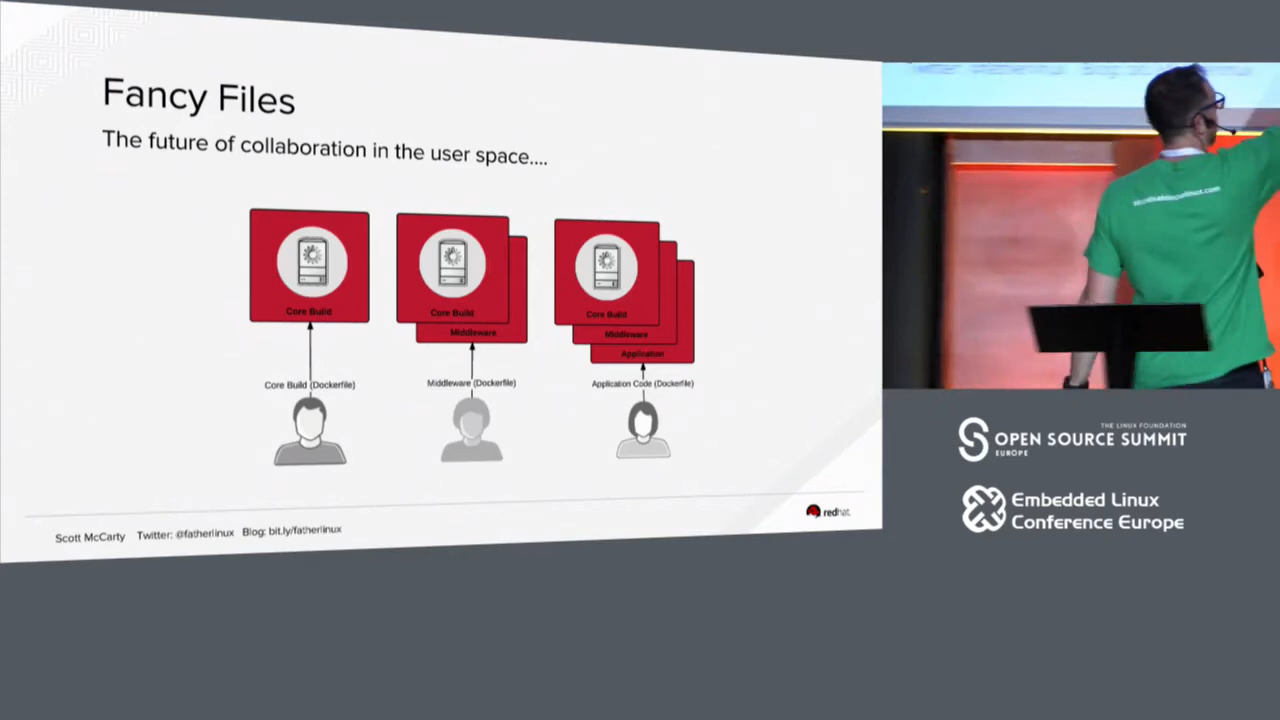 Fancy Files
The future of collaboration in the user space....
Core Build
Core Build
Middleware
Core Build
Middleware
Application
Core Build (Dockerfile)
Middleware (Dockerfile)
Application Code (Dockerfile)
Scott McCarty Twitter: @fatherlinux Blog: bit.ly/fatherlinux
redhat.
THE LINUX FOUNDATION
OPEN SOURCE SUMMIT
EUROPE
Embedded Linux
Conference Europe